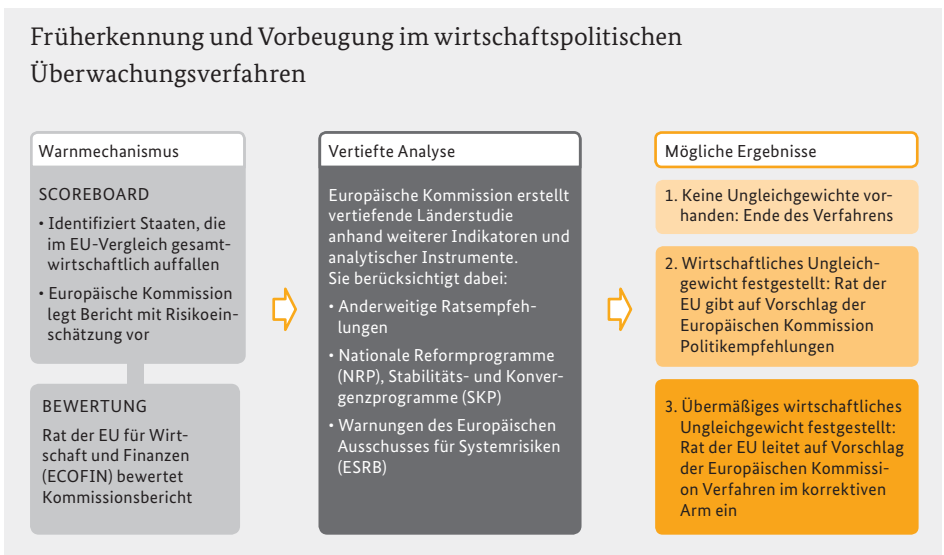 Früherkennung und Vorbeugung im wirtschaftspolitischen
Überwachungsverfahren
Warnmechanismus
SCOREBOARD
• Identifiziert Staaten, die
im EU-Vergleich gesamt-
wirtschaftlich auffallen
• Europäische Kommission
legt Bericht mit Risikoein-
schätzung vor
BEWERTUNG
Rat der EU für Wirt-
schaft und Finanzen
(ECOFIN) bewertet
Kommissionsbericht
Vertiefte Analyse
Europäische Kommission erstellt
vertiefende Länderstudie
anhand weiterer Indikatoren und
analytischer Instrumente.
Sie berücksichtigt dabei:
• Anderweitige Ratsempfeh-
lungen
• Nationale Reformprogramme
(NRP), Stabilitäts- und Konver-
genzprogramme (SKP)
• Warnungen des Europäischen
Ausschusses für Systemrisiken
(ESRB)
Mögliche Ergebnisse
1. Keine Ungleichgewichte vor-
handen: Ende des Verfahrens
2. Wirtschaftliches Ungleich-
gewicht festgestellt: Rat der
EU gibt auf Vorschlag der
Europäischen Kommission
Politikempfehlungen
3. Übermäßiges wirtschaftliches
Ungleichgewicht festgestellt:
Rat der EU leitet auf Vorschlag
der Europäischen Kommissi-
on Verfahren im korrektiven
Arm ein